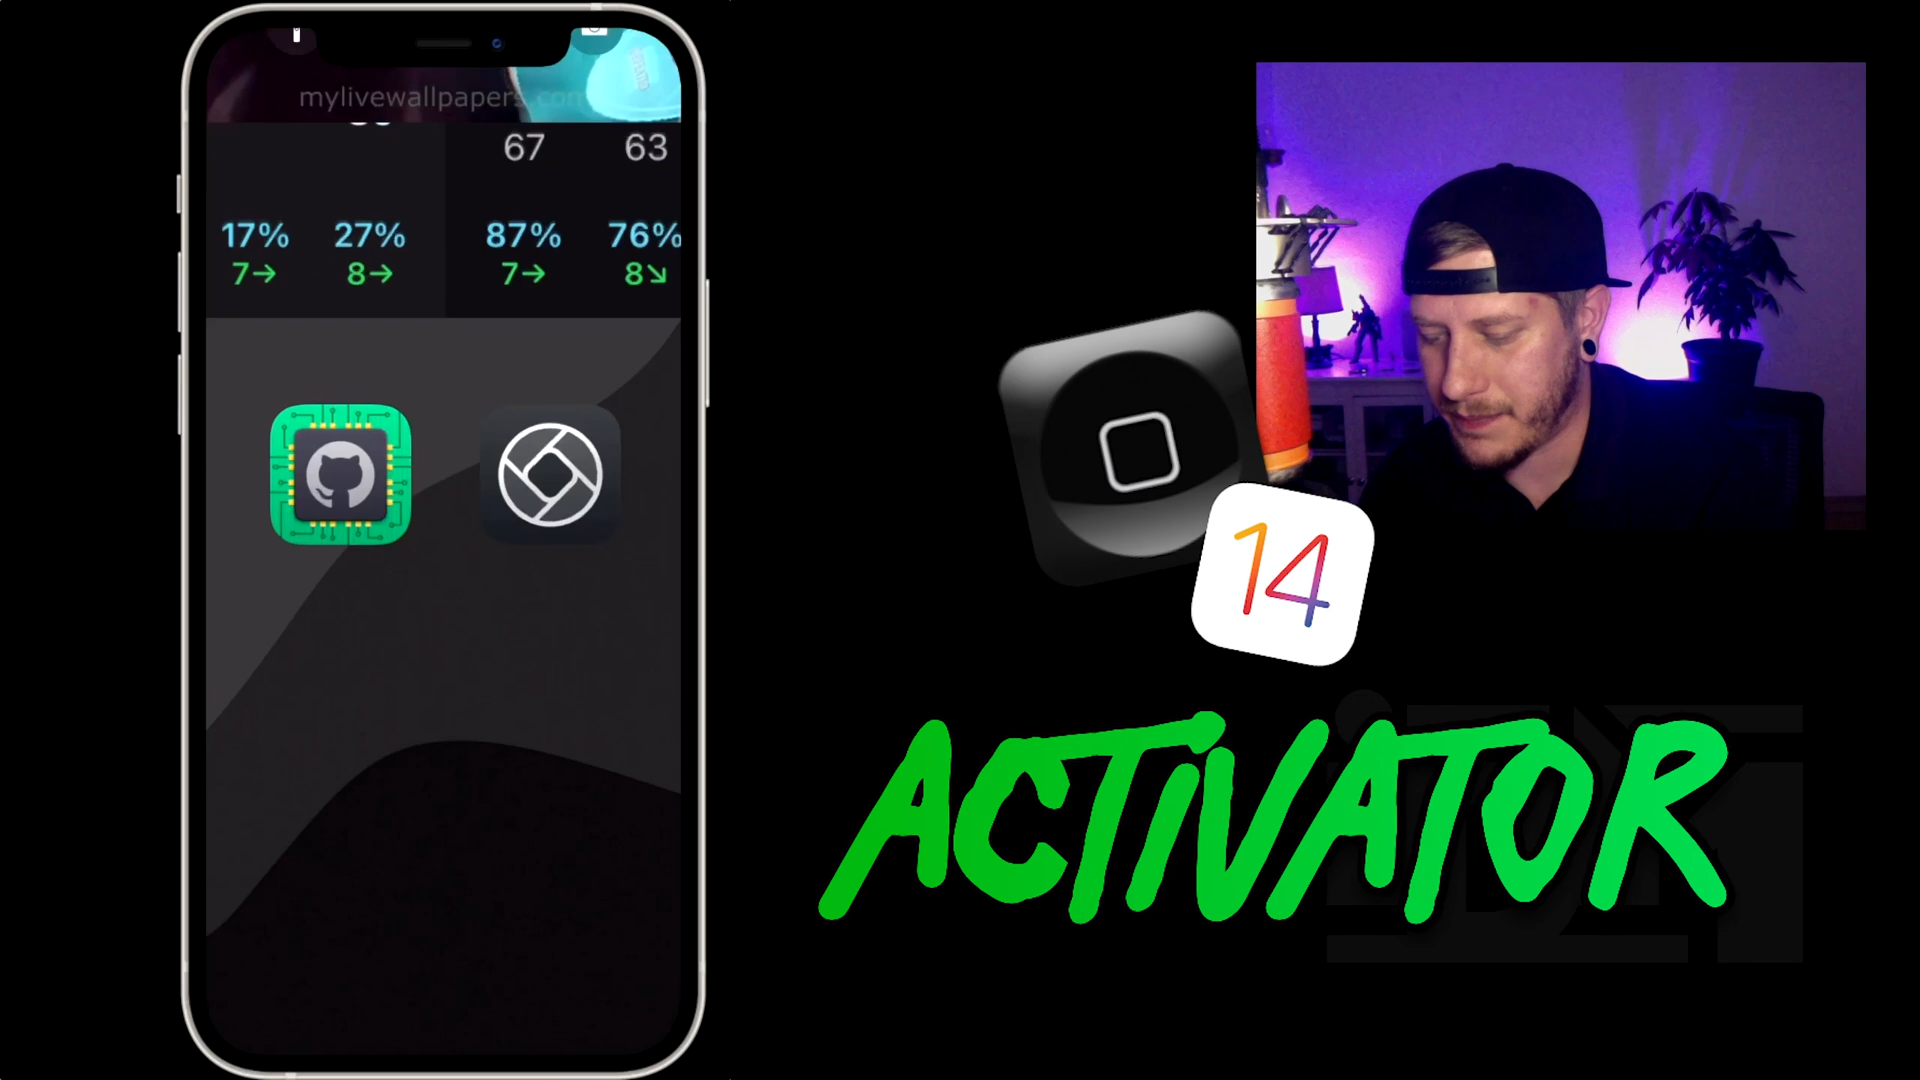 mylivewallpapers.com
67 63
17% 27% 87% 76%
7→ 8→ 7→ 8↘
14
ACTiVATOR